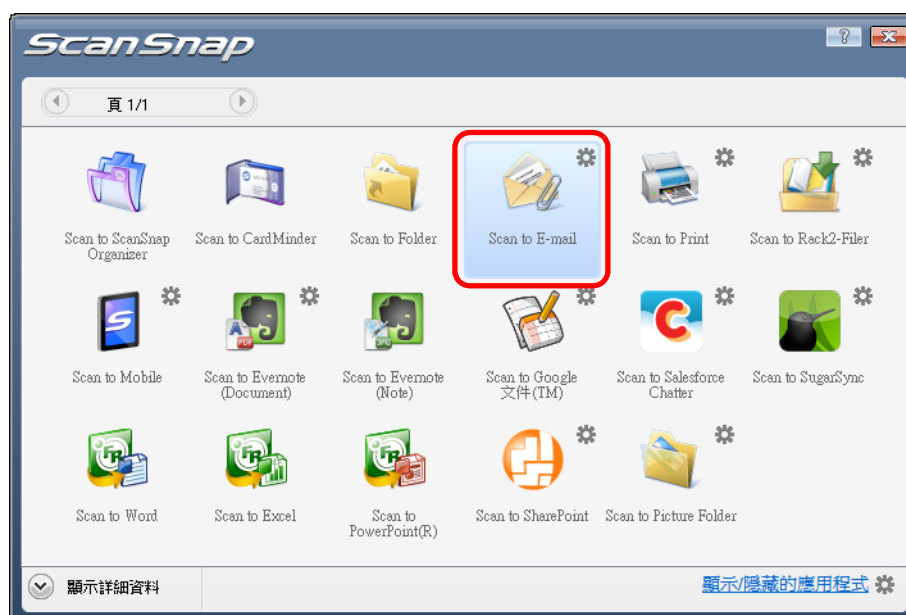 ScanSnap
?
頁 1/1
Scan to ScanSnap
Organizer
Scan to CardMinder
Scan to Folder
Scan to E-mail
Scan to Print
Scan to Rack2-Filer
Scan to Mobile
Scan to Evernote
(Document)
Scan to Evernote
(Note)
Scan to Google
文件(TM)
Scan to Salesforce
Chatter
Scan to SugarSync
Scan to Word
Scan to Excel
Scan to
PowerPoint(R)
Scan to SharePoint
Scan to Picture Folder
顯示詳細資料
顯示/隱藏的應用程式